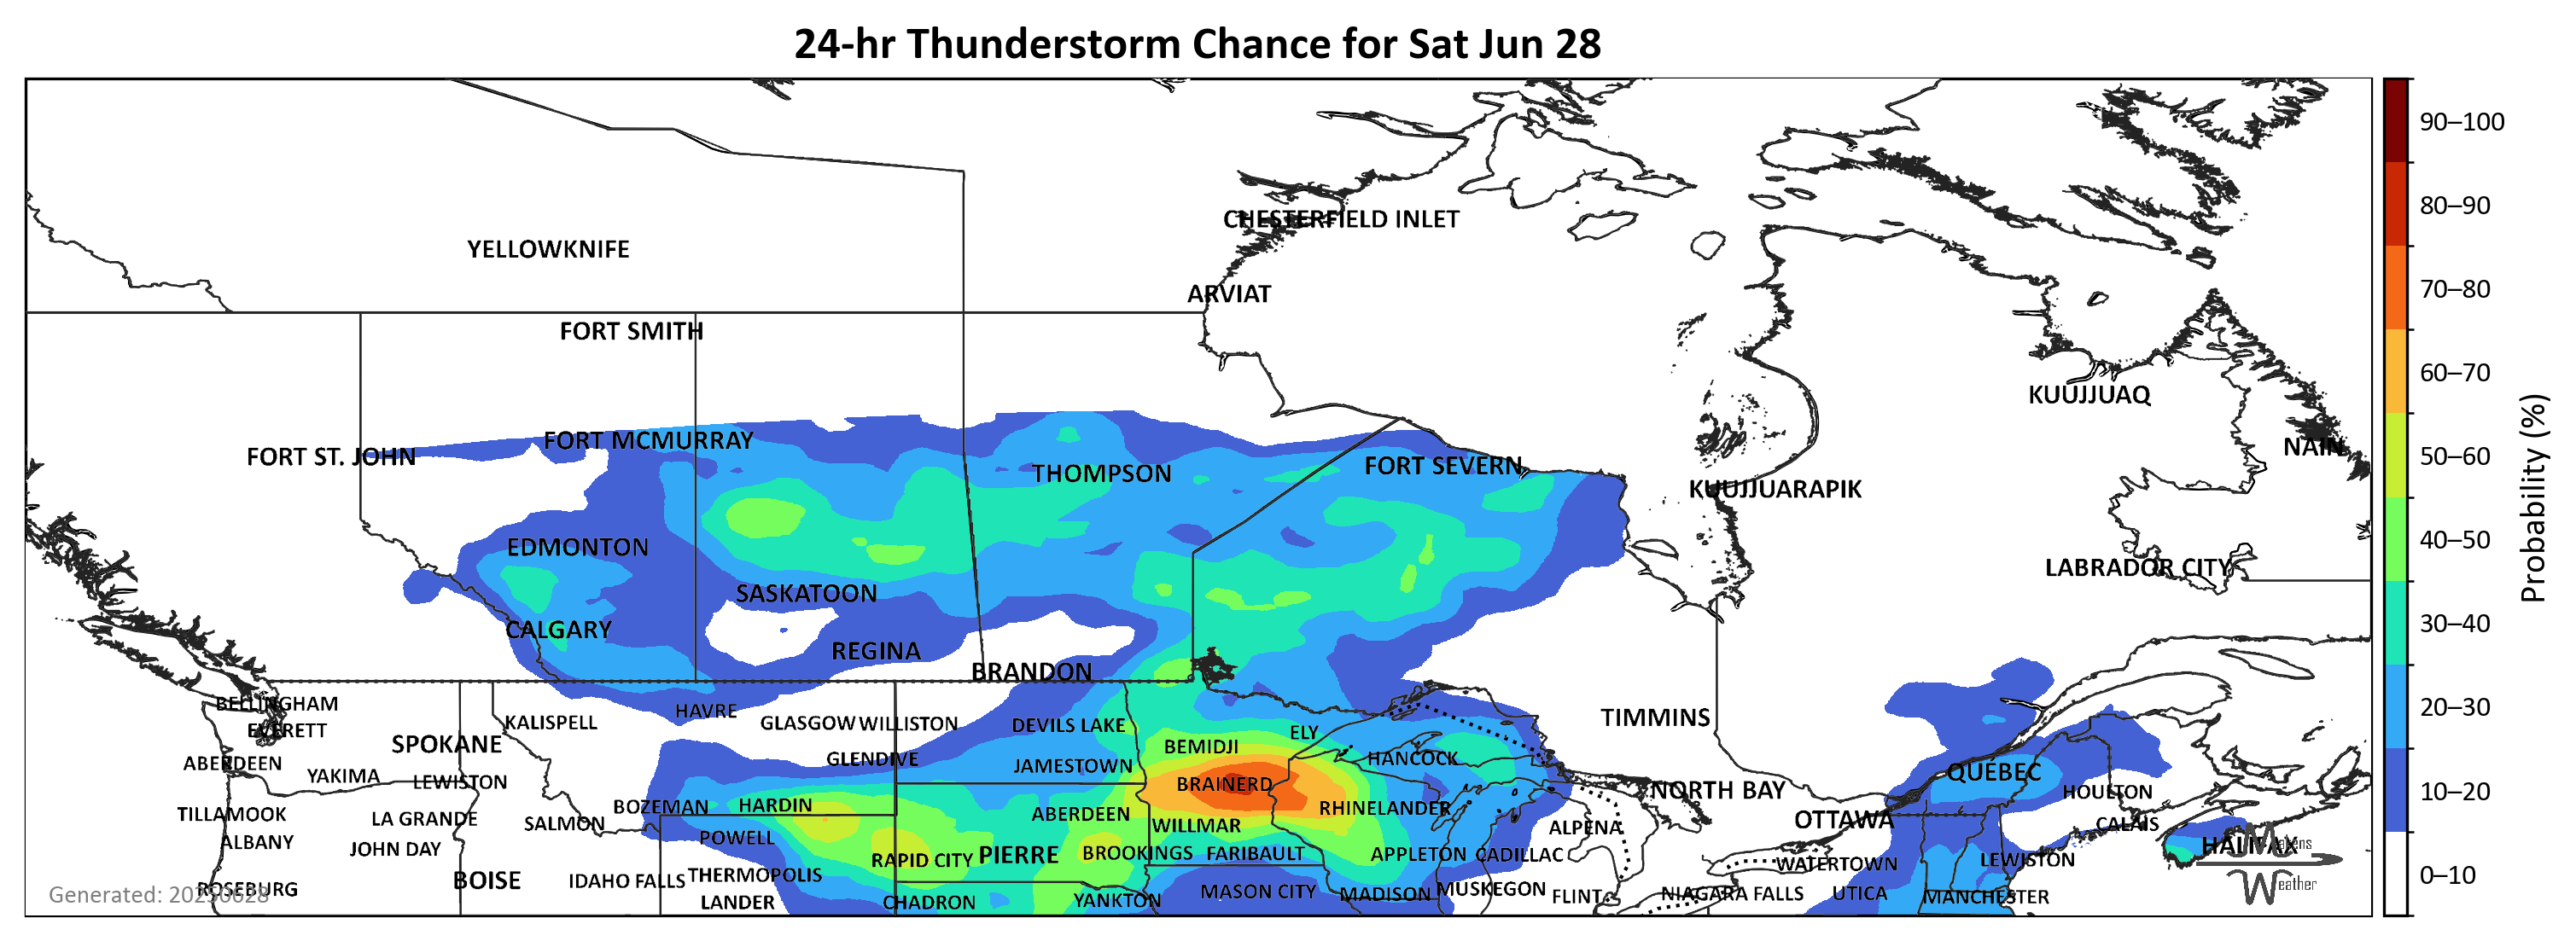 24-hr Thunderstorm Chance for Sat Jun 28
90–100
80–90
CHESTERFIELD INLET
YELLOWKNIFE
70–80
ARVIAT
FORT SMITH
60–70
KUUJJUAQ
FORT MCMURRAY
NAIN
FORT ST. JOHN
50–60
FORT SEVERN
THOMPSON
KUUJJUARAPIK
Probability (%)
EDMONTON
40–50
LABRADOR CITY
SASKATOON
CALGARY
30–40
REGINA
BRANDON
BELLINGHAM
HAVRE
20–30
TIMMINS
KALISPELL
GLASGOW
WILLISTON
DEVILS LAKE
EVERETT
ELY
SPOKANE
BEMIDJI
GLENDIVE
HANCOCK
ABERDEEN
JAMESTOWN
QUÉBEC
YAKIMA
LEWISTON
BRAINERD
NORTH BAY
HOULTON
10–20
BOZEMAN
HARDIN
RHINELANDER
TILLAMOOK
LA GRANDE
ABERDEEN
OTTAWA
SALMON
WILLMAR
ALPENA
CALAIS
POWELL
ALBANY
JOHN DAY
HALIFAX
RAPID CITY
PIERRE
BROOKINGS
FARIBAULT
APPLETON
CADILLAC
WATERTOWN
LEWISTON
Makens
Weather
THERMOPOLIS
0–10
BOISE
IDAHO FALLS
ROSEBURG
MASON CITY
MADISON
MUSKEGON
NIAGARA FALLS
UTICA
Generated: 20250628
FLINT
MANCHESTER
LANDER
CHADRON
YANKTON